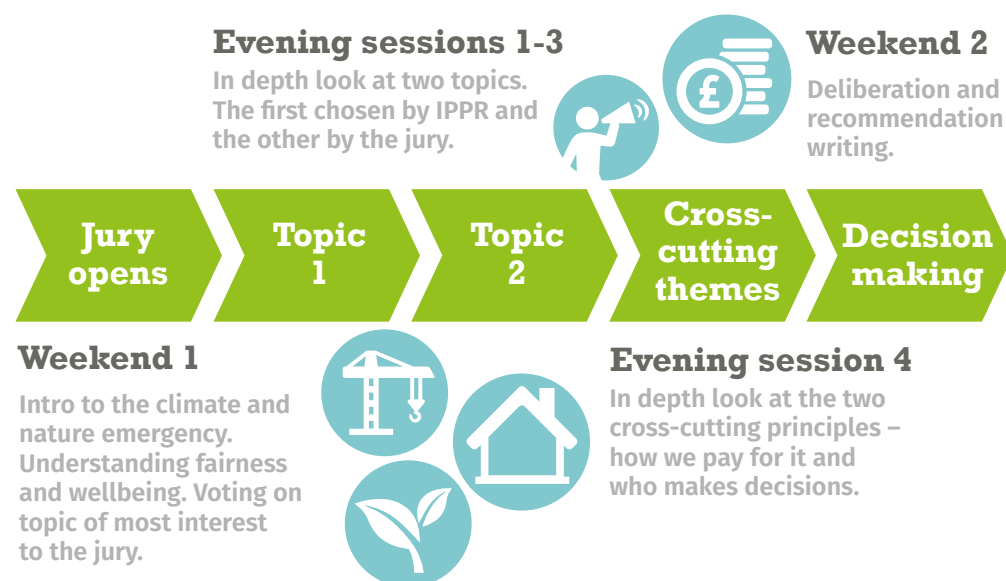 Evening sessions 1-3
In depth look at two topics.
The first chosen by IPPR and
the other by the jury.
£
Weekend 2
Deliberation and
recommendation
writing.
Jury
opens
Topic
1
Topic
2
Cross-
cutting
themes
Decision
making
Weekend 1
Intro to the climate and
nature emergency.
Understanding fairness
and wellbeing. Voting on
topic of most interest
to the jury.
Evening session 4
In depth look at the two
cross-cutting principles –
how we pay for it and
who makes decisions.